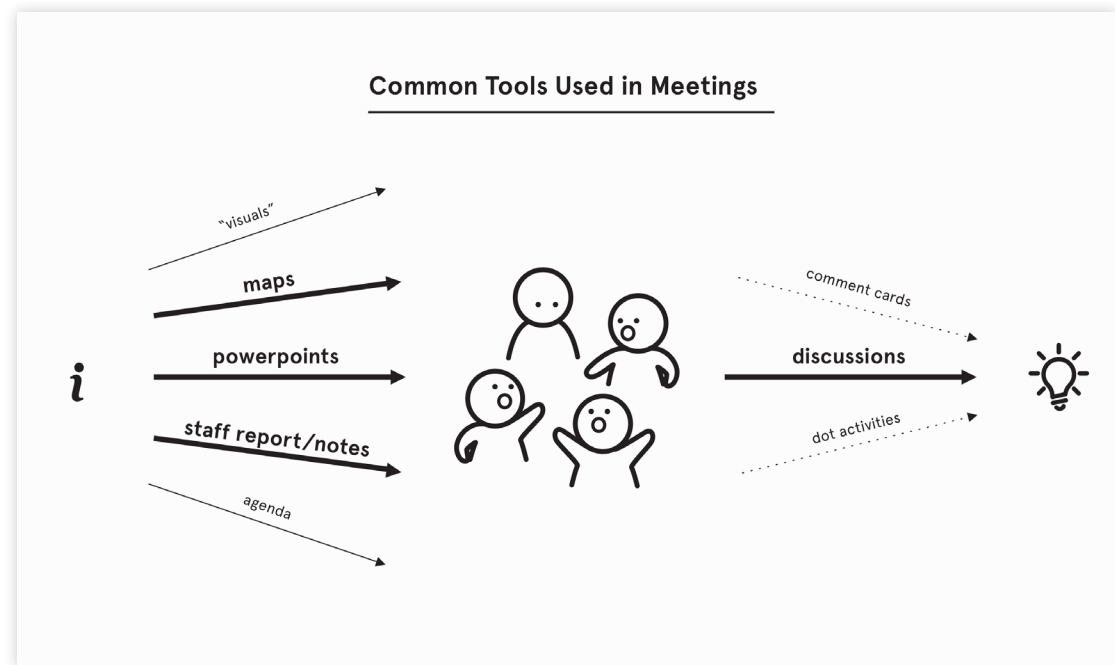 Common Tools Used in Meetings
"visuals"
maps
powerpoints
staff report/notes
agenda
i
comment cards
discussions
dot activities